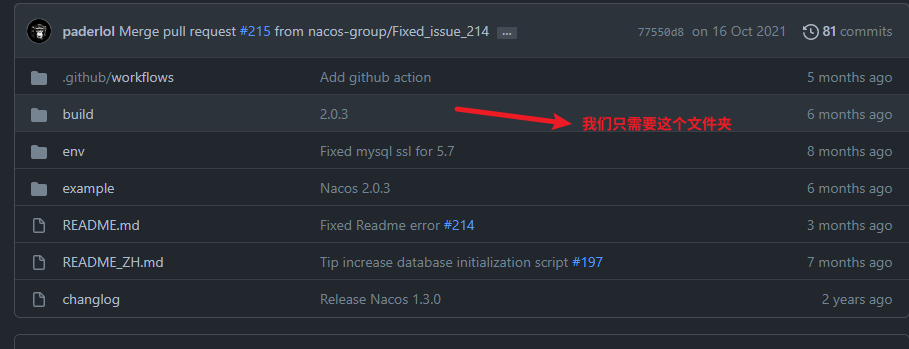 paderlol Merge pull request #215 from nacos-group/Fixed_issue_214 ... 77550d8 on 16 Oct 2021 81 commits
.github/workflows Add github action 5 months ago
build 2.0.3 6 months ago
我们只需要这个文件夹
env Fixed mysql ssl for 5.7 8 months ago
example Nacos 2.0.3 6 months ago
README.md Fixed Readme error #214 3 months ago
README_ZH.md Tip increase database initialization script #197 7 months ago
changlog Release Nacos 1.3.0 2 years ago